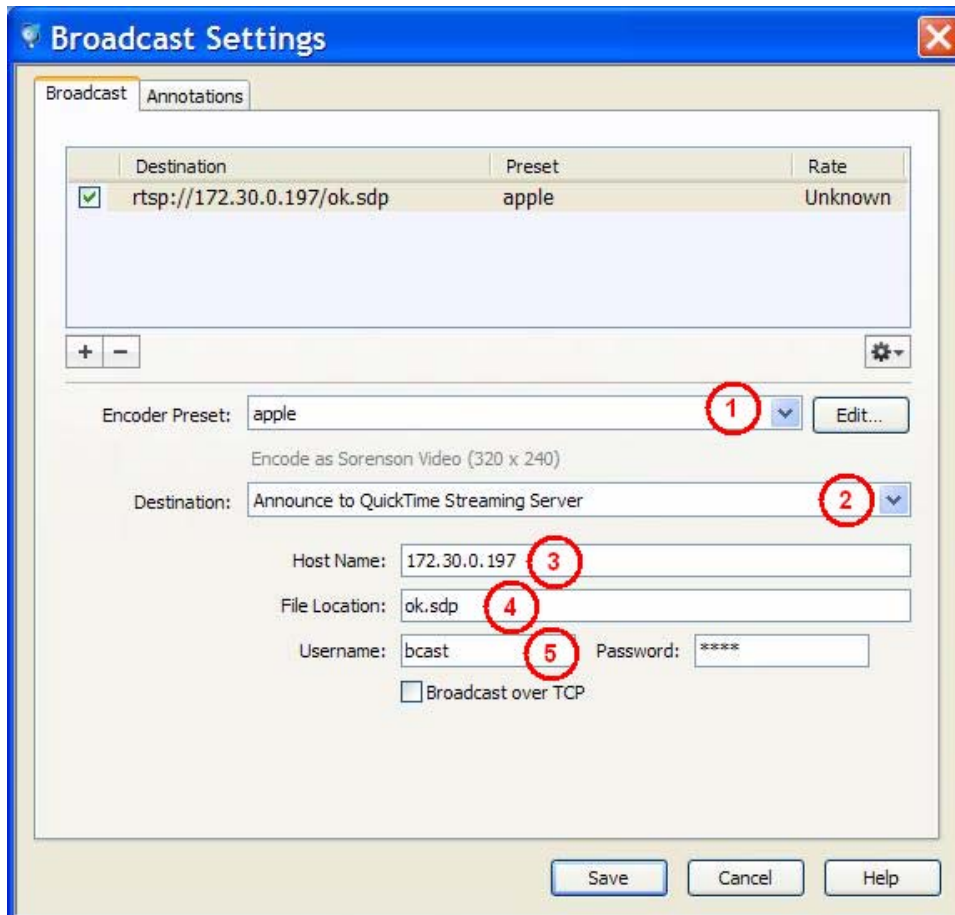 Broadcast Settings
Broadcast Annotations
Destination Preset Rate
rtsp://172.30.0.197/ok.sdp apple Unknown
+ −
Encoder Preset: apple 1 Edit...
Encode as Sorenson Video (320 x 240)
Destination: Announce to QuickTime Streaming Server 2
Host Name: 172.30.0.197 3
File Location: ok.sdp 4
Username: bcast 5 Password: ****
Broadcast over TCP
Save Cancel Help